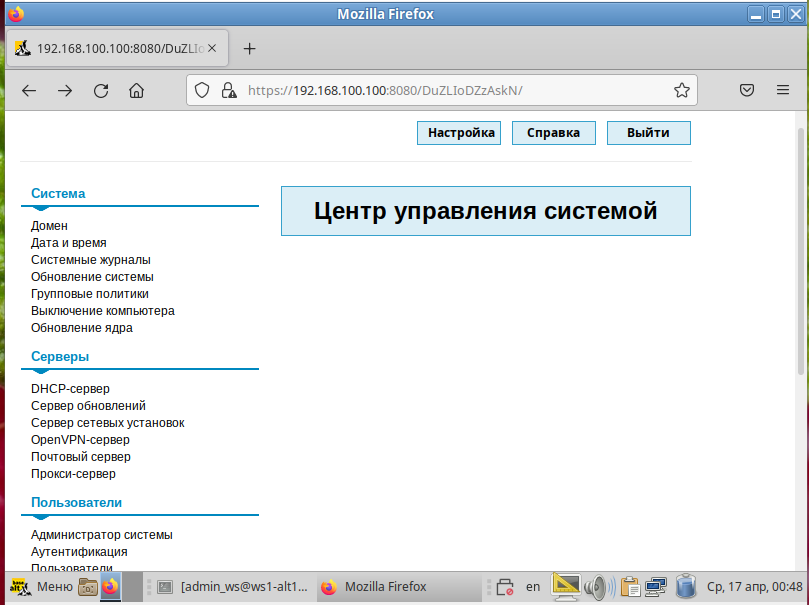 Mozilla Firefox
192.168.100.100:8080/DuZLIo
https://192.168.100.100:8080/DuZLIoDZzAskN/
Настройка Справка Выйти
Система
Домен
Дата и время
Системные журналы
Обновление системы
Групповые политики
Выключение компьютера
Обновление ядра
Серверы
DHCP-сервер
Сервер обновлений
Сервер сетевых установок
OpenVPN-сервер
Почтовый сервер
Прокси-сервер
Пользователи
Администратор системы
Аутентификация
Пользователи
Центр управления системой
base alt Меню [admin_ws@ws1-alt1... Mozilla Firefox en Ср, 17 апр, 00:48